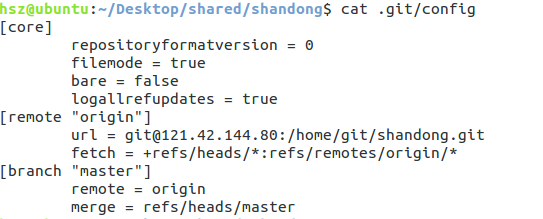 hsz@ubuntu:~/Desktop/shared/shandong$ cat .git/config
[core]
        repositoryformatversion = 0
        filemode = true
        bare = false
        logallrefupdates = true
[remote "origin"]
        url = git@121.42.144.80:/home/git/shandong.git
        fetch = +refs/heads/*:refs/remotes/origin/*
[branch "master"]
        remote = origin
        merge = refs/heads/master